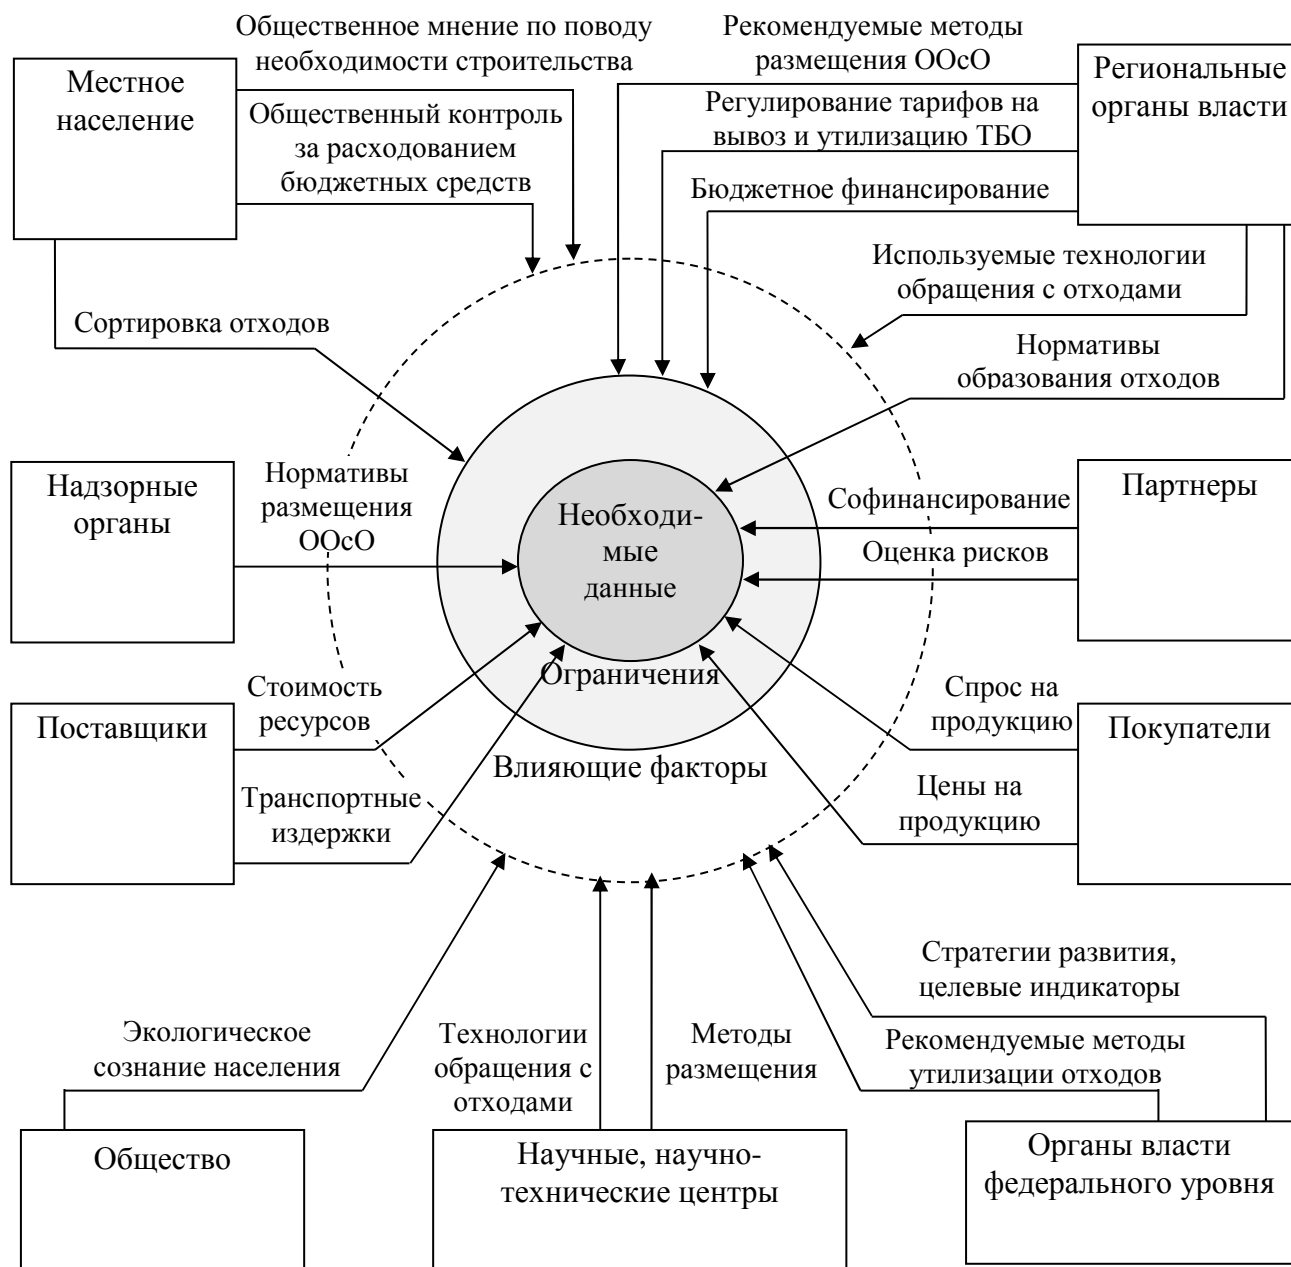 Общественное мнение по поводу
необходимости строительства
Рекомендуемые методы
размещения ООсО
Местное
население
Региональные
органы власти
Общественный контроль
за расходованием
бюджетных средств
Регулирование тарифов на
вывоз и утилизацию ТБО
Бюджетное финансирование
Используемые технологии
обращения с отходами
Сортировка отходов
Нормативы
образования отходов
Надзорные
органы
Нормативы
размещения
ООсО
Необходи-
мые
данные
Софинансирование
Оценка рисков
Партнеры
Ограничения
Влияющие факторы
Поставщики
Стоимость
ресурсов
Транспортные
издержки
Спрос на
продукцию
Цены на
продукцию
Покупатели
Стратегии развития,
целевые индикаторы
Экологическое
сознание населения
Технологии
обращения с
отходами
Методы
размещения
Рекомендуемые методы
утилизации отходов
Общество
Научные, научно-
технические центры
Органы власти
федерального уровня